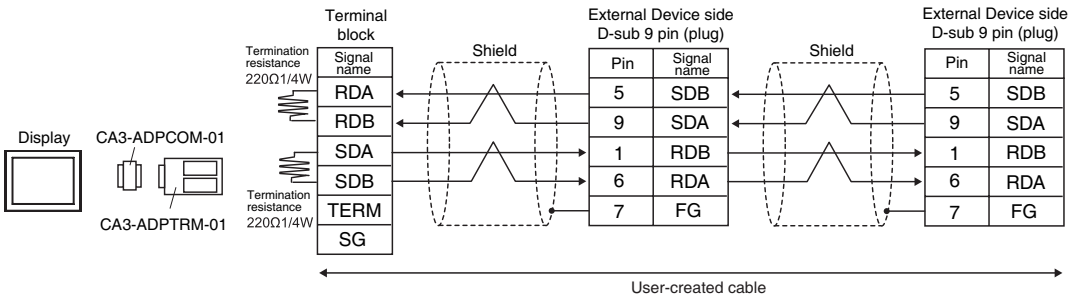 Terminal
block
External Device side
D-sub 9 pin (plug)
External Device side
D-sub 9 pin (plug)
Termination
resistance
220Ω1/4W
Signal
name
Shield
Pin
Signal
name
Shield
Pin
Signal
name
RDA
5
SDB
5
SDB
RDB
9
SDA
9
SDA
Display
CA3-ADPCOM-01
SDA
1
RDB
1
RDB
SDB
6
RDA
6
RDA
Termination
resistance
220Ω1/4W
CA3-ADPTRM-01
TERM
7
FG
7
FG
SG
User-created cable